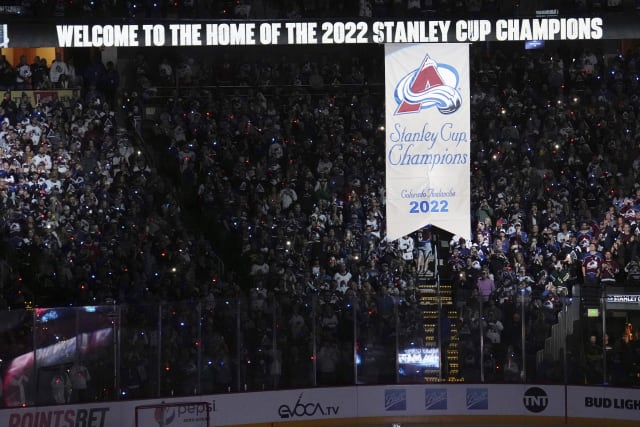 WELCOME TO THE HOME OF THE 2022 STANLEY CUP CHAMPIONS
Stanley Cup
Champions
Colorado Avalanche
2022
POINTSBET
pepsi
EVOCA TV
TNT
BUD LIGHT